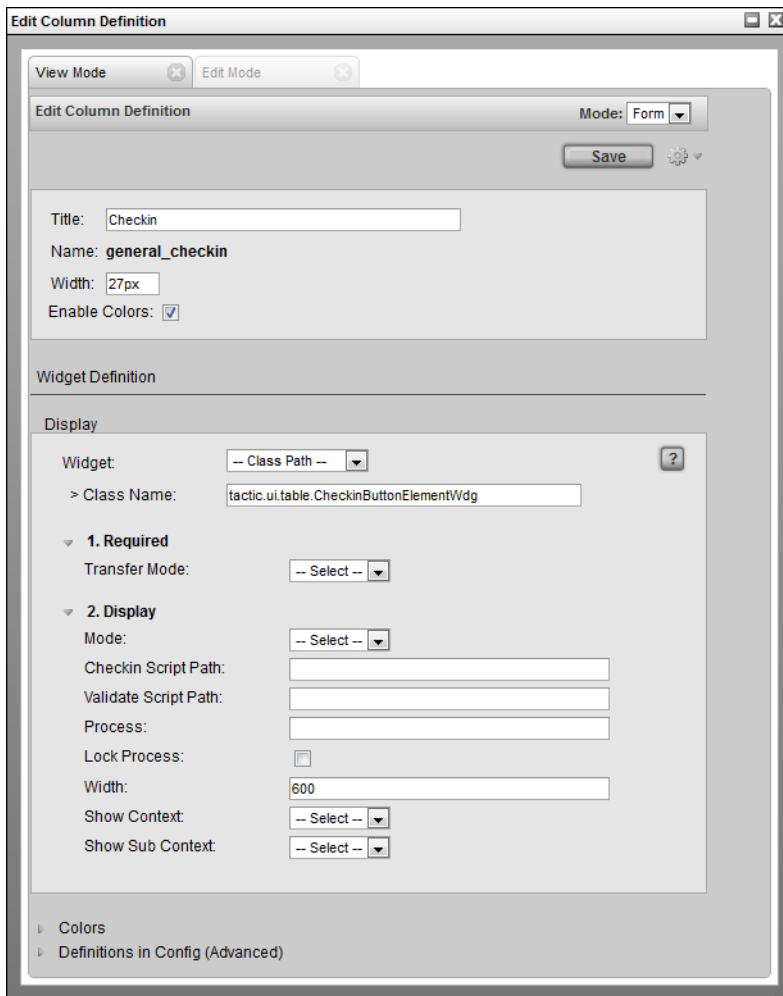 Edit Column Definition
View Mode
Edit Mode
Edit Column Definition
Mode: Form
Save
Title: Checkin
Name: general_checkin
Width: 27px
Enable Colors:
Widget Definition
Display
Widget: -- Class Path --
?
> Class Name: tactic.ui.table.CheckinButtonElementWdg
1. Required
Transfer Mode: -- Select --
2. Display
Mode: -- Select --
Checkin Script Path:
Validate Script Path:
Process:
Lock Process:
Width: 600
Show Context: -- Select --
Show Sub Context: -- Select --
Colors
Definitions in Config (Advanced)